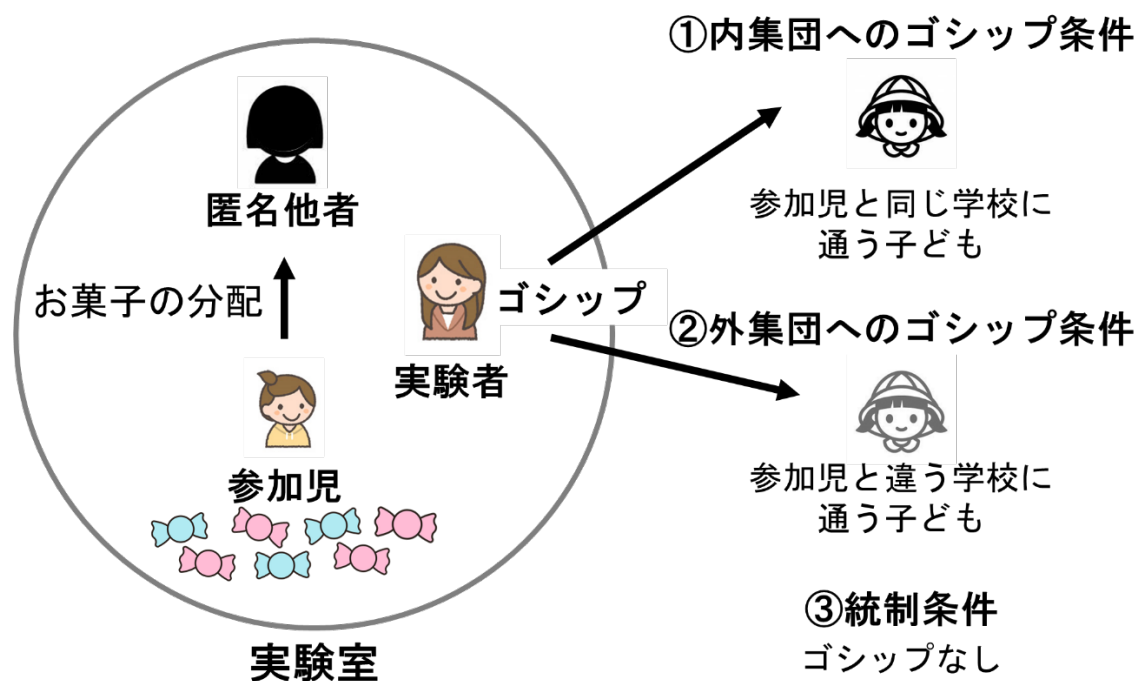 匿名他者
お菓子の分配
ゴシップ
実験者
参加児
実験室
①内集団へのゴシップ条件
参加児と同じ学校に
通う子ども
②外集団へのゴシップ条件
参加児と違う学校に
通う子ども
③統制条件
ゴシップなし